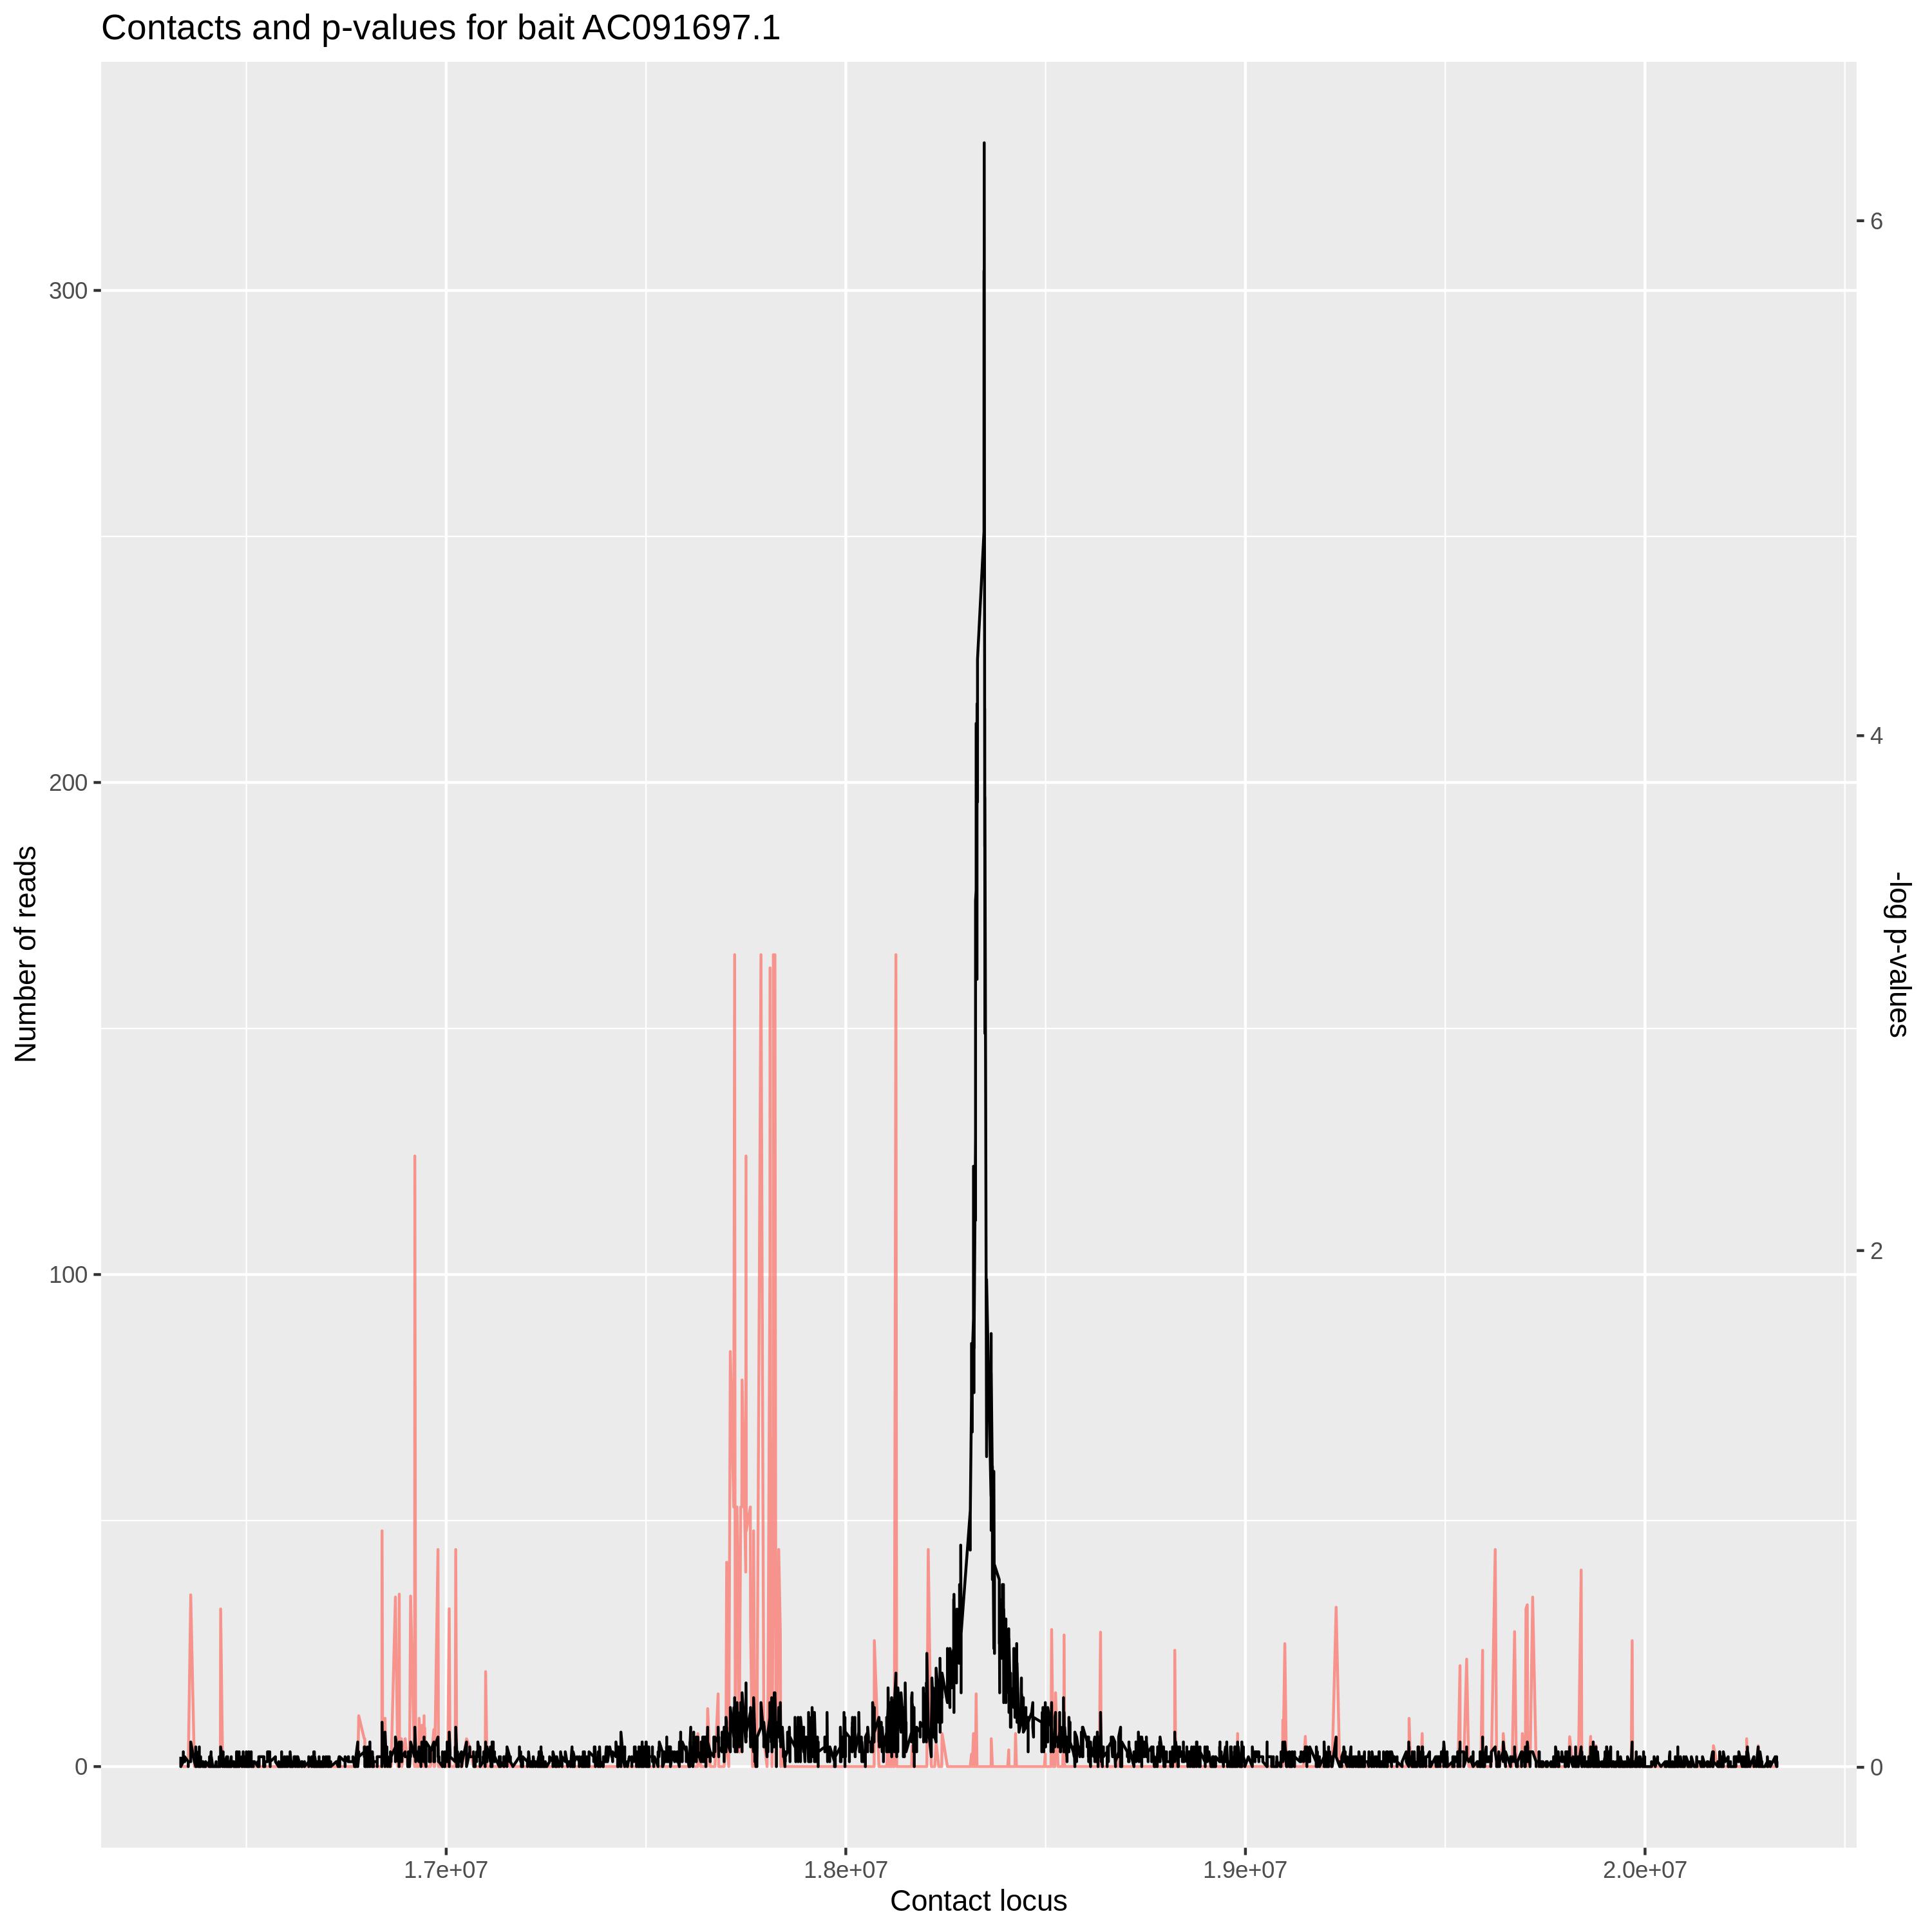 Contacts and p-values for bait AC091697.1
300
200
100
0
Number of reads
6
4
2
0
-log p-values
1.7e+07
1.8e+07
1.9e+07
2.0e+07
Contact locus